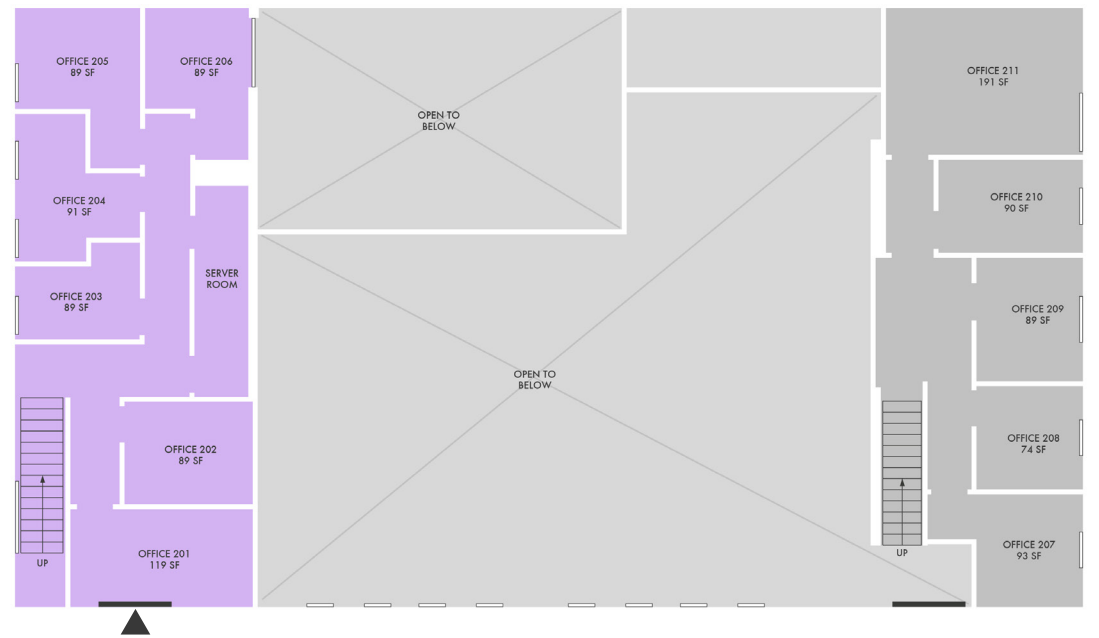 OFFICE 205
89 SF
OFFICE 206
89 SF
OPEN TO
BELOW
OFFICE 211
191 SF
OFFICE 204
91 SF
OFFICE 210
90 SF
SERVER
ROOM
OFFICE 203
89 SF
OFFICE 209
89 SF
OPEN TO
BELOW
OFFICE 202
89 SF
OFFICE 208
74 SF
OFFICE 201
119 SF
UP
UP
OFFICE 207
93 SF